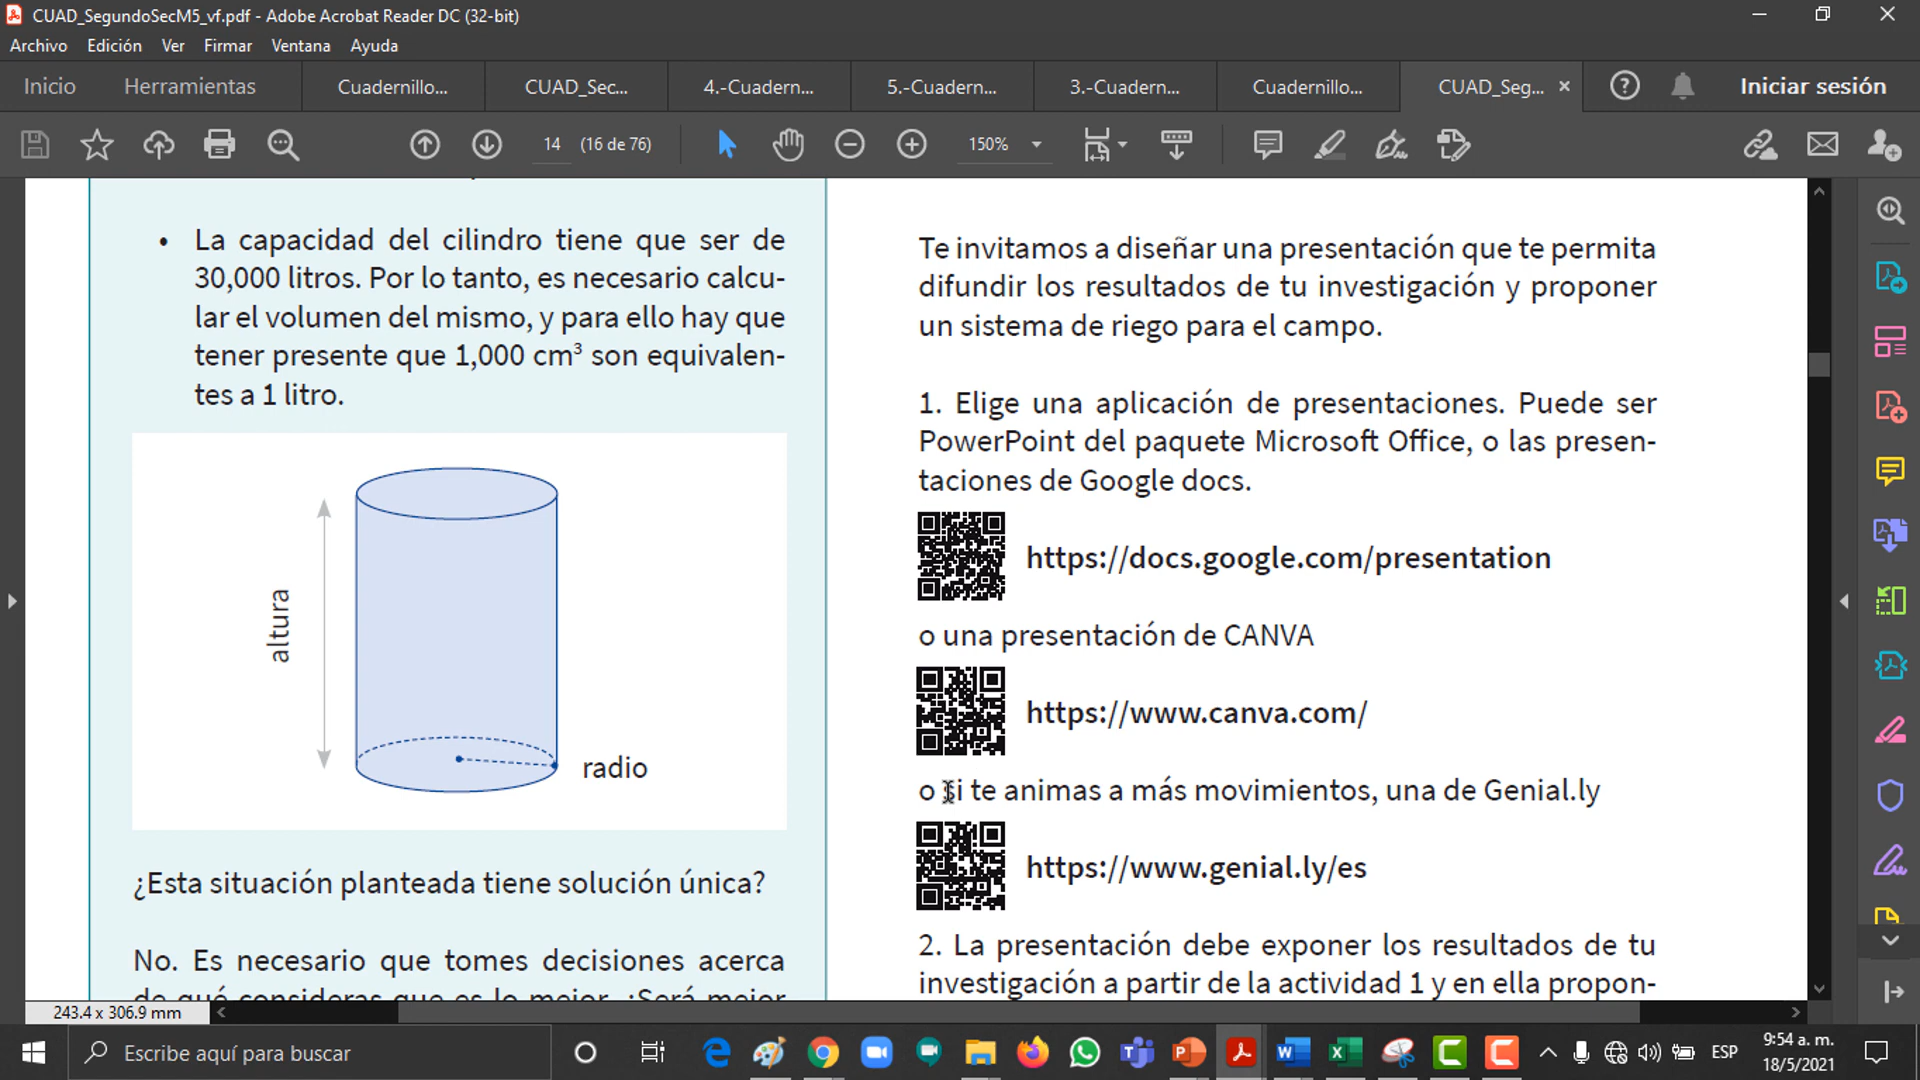 CUAD_SegundoSecM5_vf.pdf - Adobe Acrobat Reader DC (32-bit)
Archivo Edición Ver Firmar Ventana Ayuda
Inicio Herramientas Cuadernillo... CUAD_Sec... 4.-Cuadern... 5.-Cuadern... 3.-Cuadern... Cuadernillo... CUAD_Seg... Iniciar sesión
14 (16 de 76) 150%
• La capacidad del cilindro tiene que ser de
30,000 litros. Por lo tanto, es necesario calcu-
lar el volumen del mismo, y para ello hay que
tener presente que 1,000 cm³ son equivalen-
tes a 1 litro.
altura
radio
¿Esta situación planteada tiene solución única?
No. Es necesario que tomes decisiones acerca
de qué consideras que es lo mejor. ¿Será mejor
Te invitamos a diseñar una presentación que te permita
difundir los resultados de tu investigación y proponer
un sistema de riego para el campo.
1. Elige una aplicación de presentaciones. Puede ser
PowerPoint del paquete Microsoft Office, o las presen-
taciones de Google docs.
https://docs.google.com/presentation
o una presentación de CANVA
https://www.canva.com/
o si te animas a más movimientos, una de Genial.ly
https://www.genial.ly/es
2. La presentación debe exponer los resultados de tu
investigación a partir de la actividad 1 y en ella propon-
243.4 x 306.9 mm
Escribe aquí para buscar
ESP
9:54 a. m.
18/5/2021